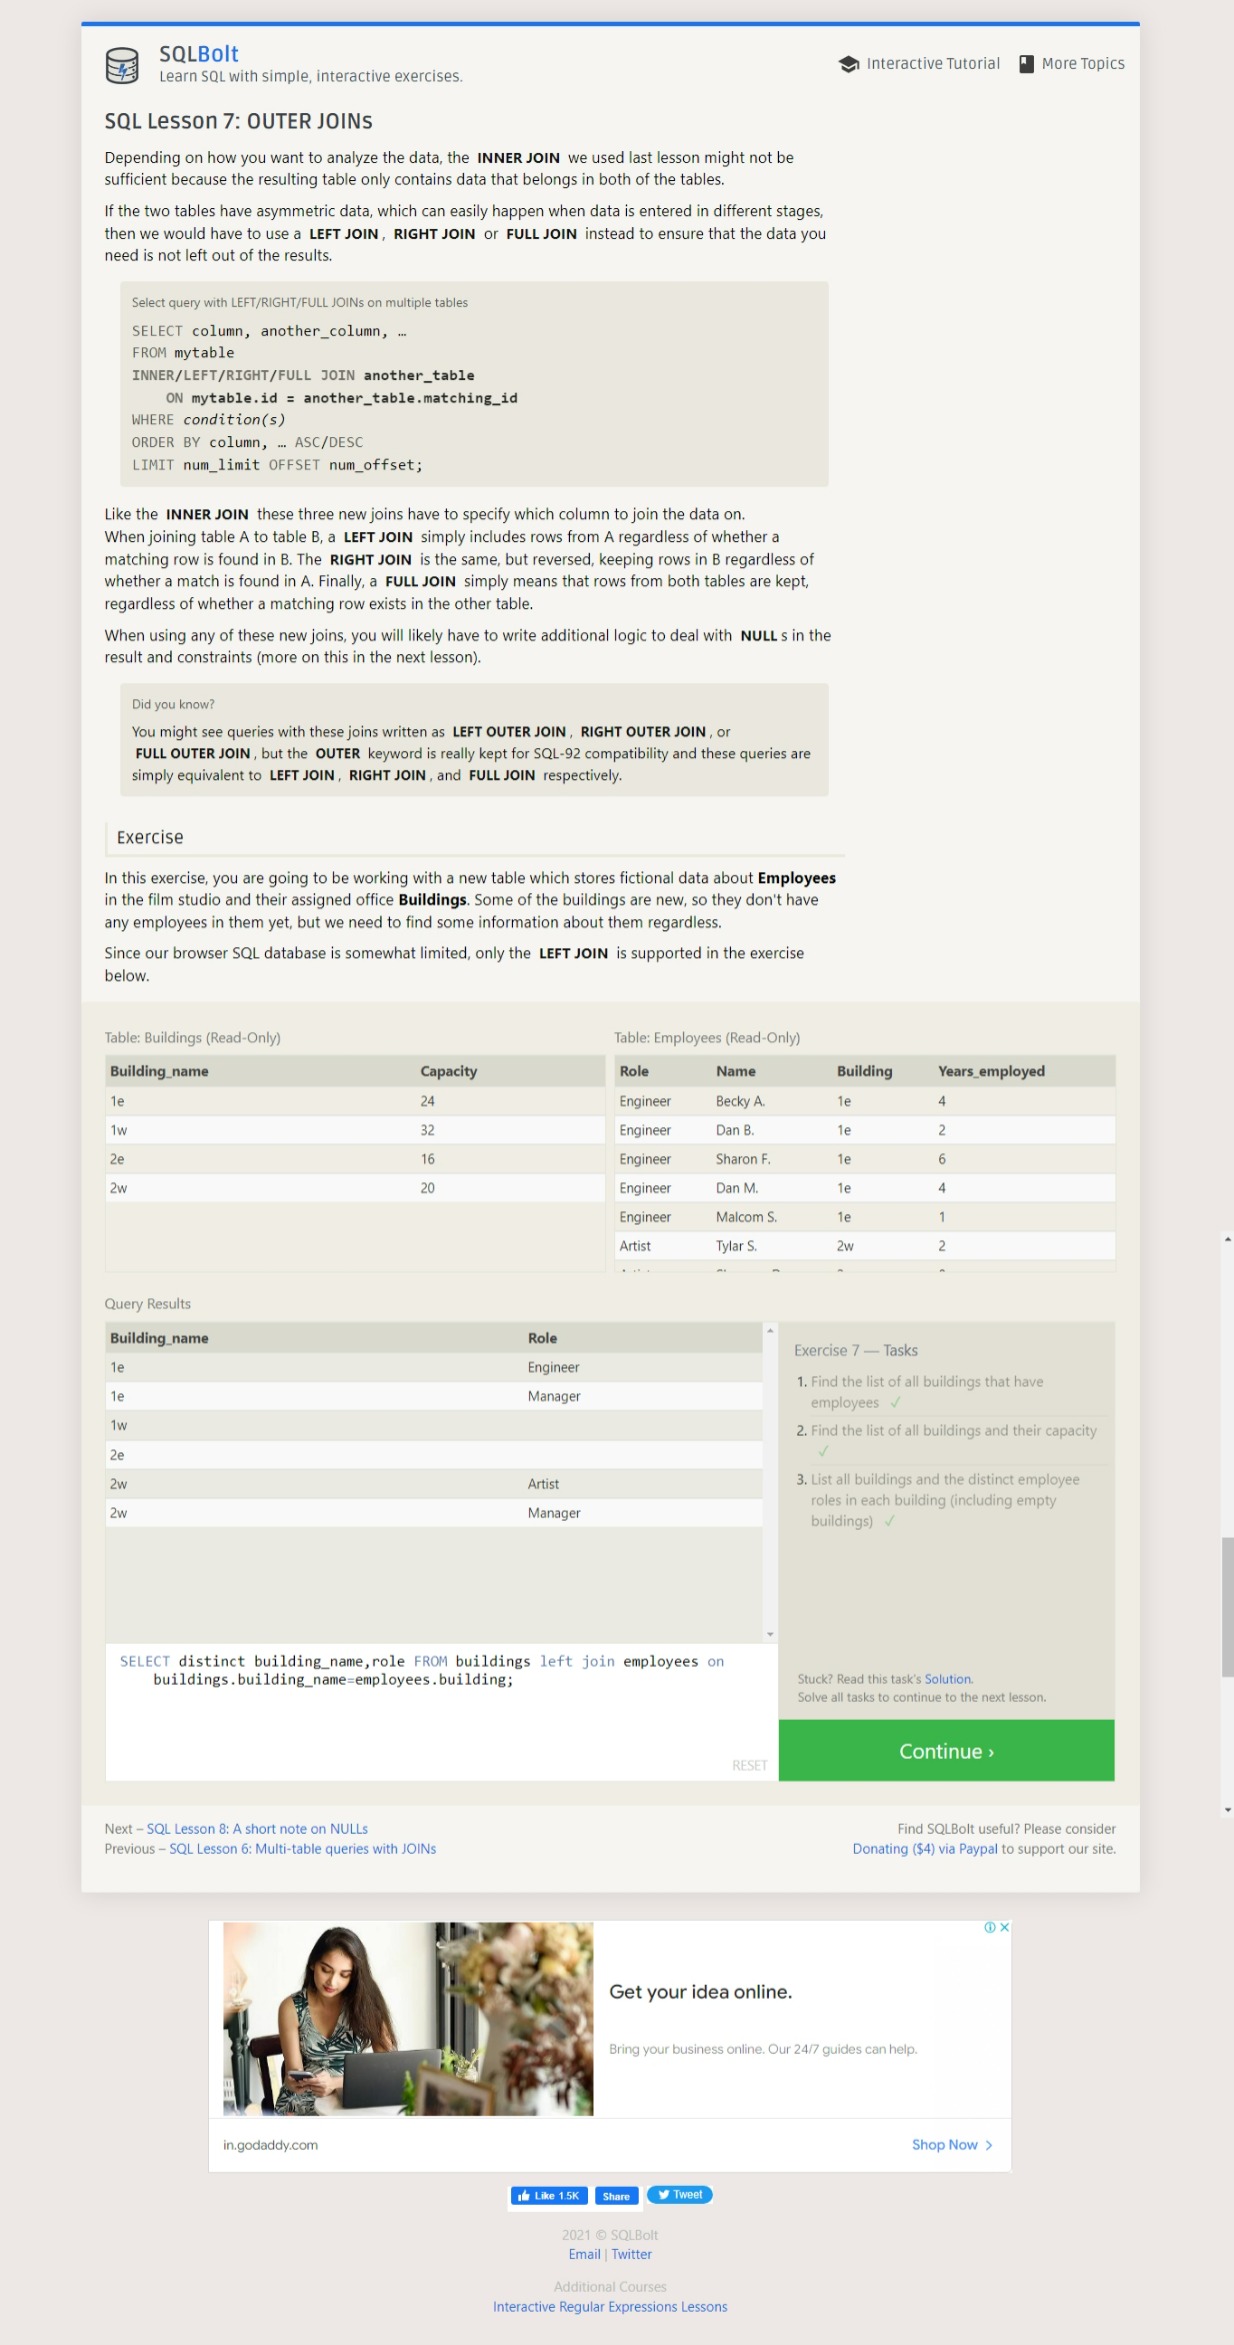 SQLBolt
Learn SQL with simple, interactive exercises.
Interactive Tutorial
More Topics
SQL Lesson 7: OUTER JOINs
Depending on how you want to analyze the data, the INNER JOIN we used last lesson might not be
sufficient because the resulting table only contains data that belongs in both of the tables.
If the two tables have asymmetric data, which can easily happen when data is entered in different stages,
then we would have to use a LEFT JOIN, RIGHT JOIN or FULL JOIN instead to ensure that the data you
need is not left out of the results.
Select query with LEFT/RIGHT/FULL JOINs on multiple tables
SELECT column, another_column, …
FROM mytable
INNER/LEFT/RIGHT/FULL JOIN another_table
ON mytable.id = another_table.matching_id
WHERE condition(s)
ORDER BY column, … ASC/DESC
LIMIT num_limit OFFSET num_offset;
Like the INNER JOIN these three new joins have to specify which column to join the data on.
When joining table A to table B, a LEFT JOIN simply includes rows from A regardless of whether a
matching row is found in B. The RIGHT JOIN is the same, but reversed, keeping rows in B regardless of
whether a match is found in A. Finally, a FULL JOIN simply means that rows from both tables are kept,
regardless of whether a matching row exists in the other table.
When using any of these new joins, you will likely have to write additional logic to deal with NULLs in the
result and constraints (more on this in the next lesson).
Did you know?
You might see queries with these joins written as LEFT OUTER JOIN, RIGHT OUTER JOIN, or
FULL OUTER JOIN, but the OUTER keyword is really kept for SQL-92 compatibility and these queries are
simply equivalent to LEFT JOIN, RIGHT JOIN, and FULL JOIN respectively.
Exercise
In this exercise, you are going to be working with a new table which stores fictional data about Employees
in the film studio and their assigned office Buildings. Some of the buildings are new, so they don't have
any employees in them yet, but we need to find some information about them regardless.
Since our browser SQL database is somewhat limited, only the LEFT JOIN is supported in the exercise
below.
Table: Buildings (Read-Only)
Building_name Capacity
1e 24
1w 32
2e 16
2w 20
Table: Employees (Read-Only)
Role Name Building Years_employed
Engineer Becky A. 1e 4
Engineer Dan B. 1e 2
Engineer Sharon F. 1e 6
Engineer Dan M. 1e 4
Engineer Malcom S. 1e 1
Artist Tylar S. 2w 2
Query Results
Building_name Role
1e Engineer
1e Manager
1w
2e
2w Artist
2w Manager
SELECT distinct building_name,role FROM buildings left join employees on
buildings.building_name=employees.building;
RESET
Exercise 7 — Tasks
1. Find the list of all buildings that have
employees ✓
2. Find the list of all buildings and their capacity
✓
3. List all buildings and the distinct employee
roles in each building (including empty
buildings) ✓
Stuck? Read this task's Solution.
Solve all tasks to continue to the next lesson.
Continue ›
Next – SQL Lesson 8: A short note on NULLs
Previous – SQL Lesson 6: Multi-table queries with JOINs
Find SQLBolt useful? Please consider
Donating ($4) via Paypal to support our site.
Get your idea online.
Bring your business online. Our 24/7 guides can help.
in.godaddy.com
Shop Now
Like 1.5K
Share
Tweet
2021 © SQLBolt
Email | Twitter
Additional Courses
Interactive Regular Expressions Lessons